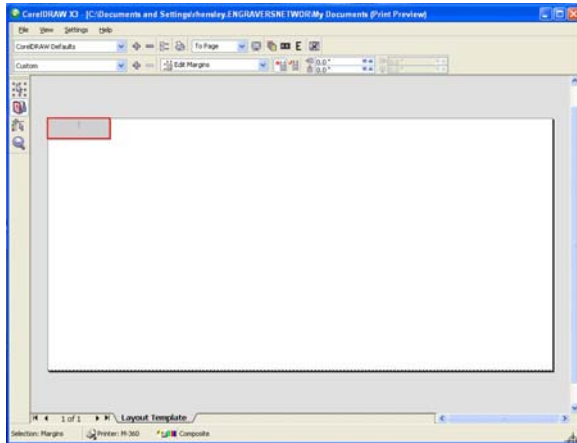 CorelDRAW X3 - [C:\Documents and Settings\rhensley.ENGRAVERSNETWOR\My Documents (Print Preview)]
File View Settings Help
CorelDRAW Defaults To Page E
Custom Edit Margins 0.0"
0.0"
1 of 1 Layout Template
Selection: Margins Printer: M-360 Composite